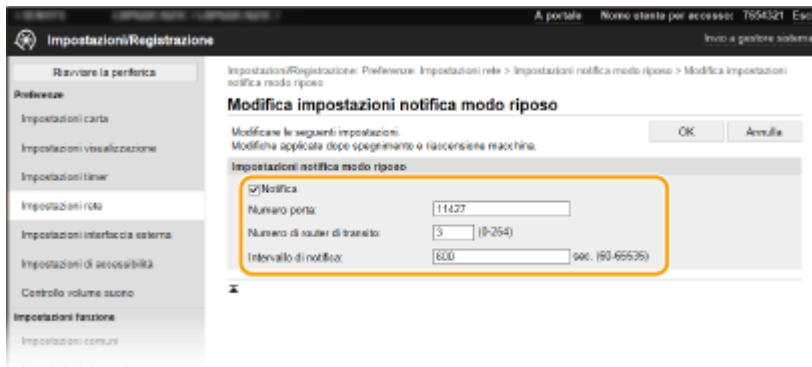 A portale Nome utente per accesso: 7654321
Impostazioni/Registrazione
Invio a gestore sistema
Riavviare la periferica
Preferenze
Impostazioni carta
Impostazioni visualizzazione
Impostazioni timer
Impostazioni rete
Impostazioni interfaccia esterna
Impostazioni di accessibilità
Controllo volume suono
Impostazioni funzione
Impostazioni comuni
Impostazioni/Registrazione: Preferenze: Impostazioni rete > Impostazioni notifica modo riposo > Modifica impostazioni
notifica modo riposo
Modifica impostazioni notifica modo riposo
Modificare le seguenti impostazioni.
Modifiche applicate dopo spegnimento e riaccensione macchina.
OK Annulla
Impostazioni notifica modo riposo
Notifica
Numero porta: 11427
Numero di router di transito: 3 (0-254)
Intervallo di notifica: 600 sec. (60-65535)